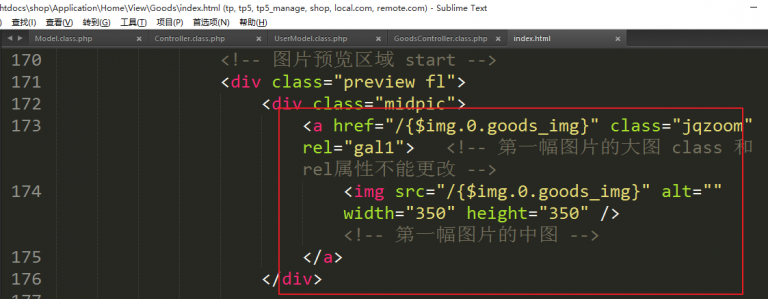 htdocs\shop\Application\Home\View\Goods\index.html (tp, tp5, tp5_manage, shop, local.com, remote.com) - Sublime Text
查找(I) 查看(V) 转到(G) 工具(T) 项目(P) 首选项(N) 帮助(H)
Model.class.php × Controller.class.php × UserModel.class.php × GoodsController.class.php × index.html ×
170 <!-- 图片预览区域 start -->
171 <div class="preview fl">
172 <div class="midpic">
173 <a href="/{$img.0.goods_img}" class="jqzoom"
rel="gal1"> <!-- 第一幅图片的大图 class 和
rel属性不能更改 -->
174 <img src="/{$img.0.goods_img}" alt=""
width="350" height="350" />
<!-- 第一幅图片的中图 -->
175 </a>
176 </div>
177